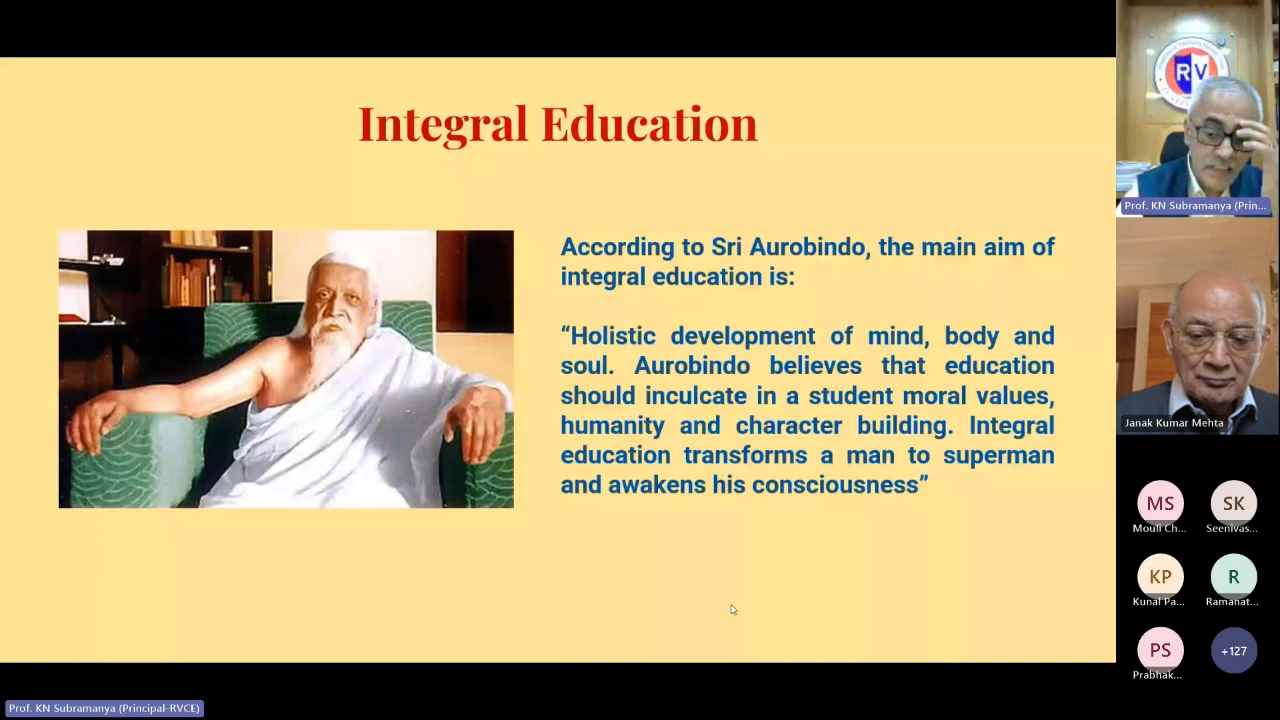 Integral Education
According to Sri Aurobindo, the main aim of
integral education is:
“Holistic development of mind, body and
soul. Aurobindo believes that education
should inculcate in a student moral values,
humanity and character building. Integral
education transforms a man to superman
and awakens his consciousness”
RV
Prof. KN Subramanya (Prin...
Janak Kumar Mehta
MS
SK
Mouli Ch...
Seenivas...
KP
R
Kunal Pa...
Ramanat...
PS
+127
Prabhak...
Prof. KN Subramanya (Principal-RVCE)